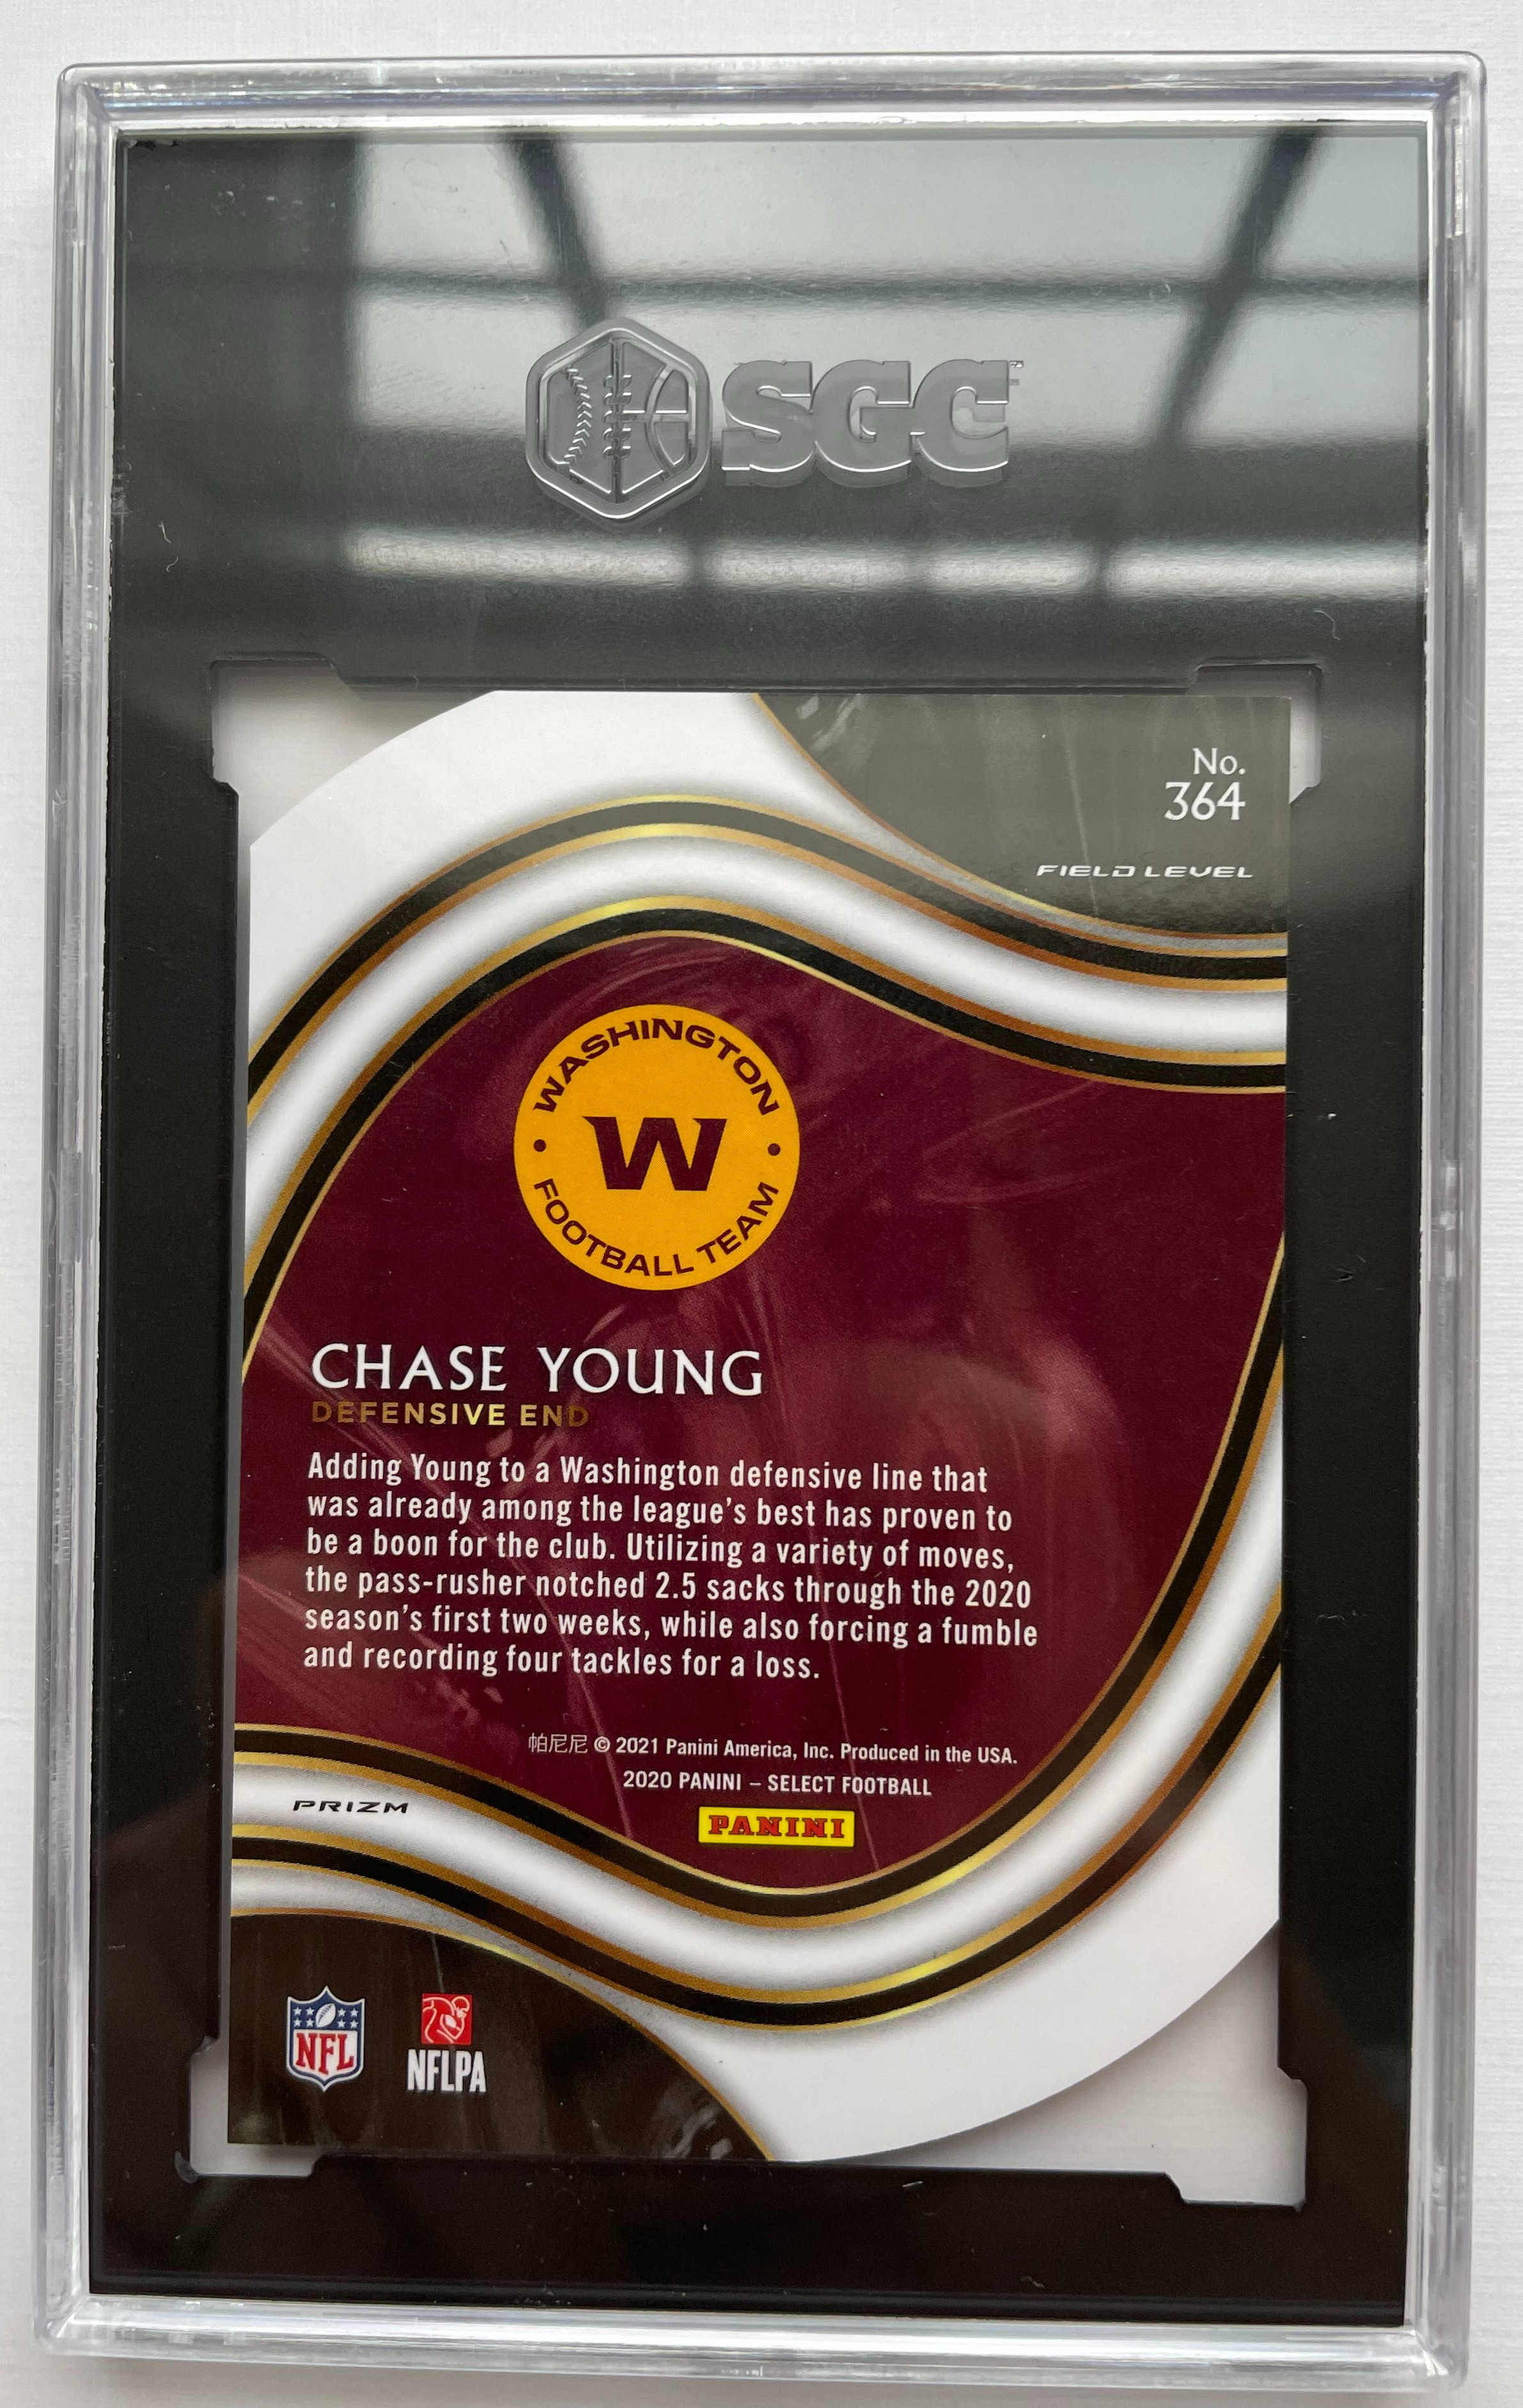 SGC
No.
364
FIELD LEVEL
WASHINGTON
W
FOOTBALL TEAM
CHASE YOUNG
DEFENSIVE END
Adding Young to a Washington defensive line that
was already among the league's best has proven to
be a boon for the club. Utilizing a variety of moves,
the pass-rusher notched 2.5 sacks through the 2020
season's first two weeks, while also forcing a fumble
and recording four tackles for a loss.
帕尼尼 © 2021 Panini America, Inc. Produced in the USA.
2020 PANINI – SELECT FOOTBALL
PRIZM
PANINI
NFL
NFLPA